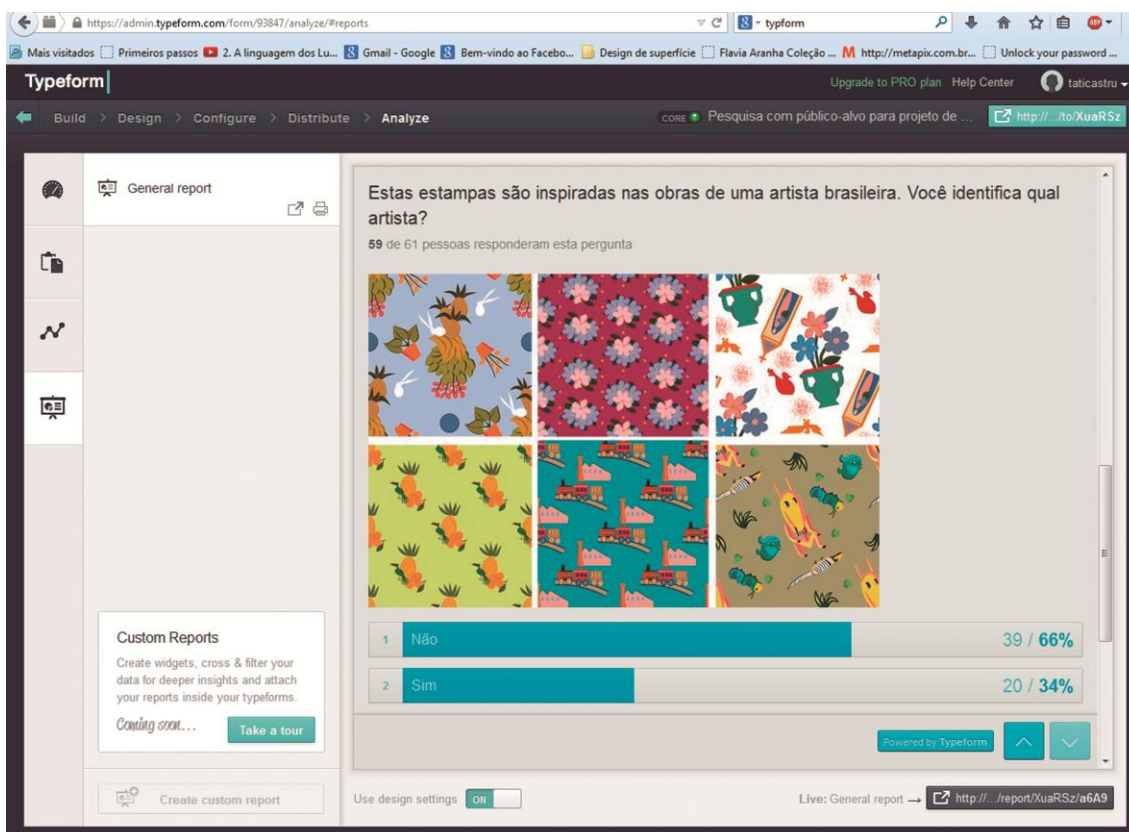 https://admin.typeform.com/form/93847/analyze/#reports
typform
Mais visitados Primeiros passos 2. A linguagem dos Lu... Gmail - Google Bem-vindo ao Facebo... Design de superfície Flavia Aranha Coleção ... http://metapix.com.br... Unlock your password ...
Typeform
Upgrade to PRO plan Help Center taticastru
Build > Design > Configure > Distribute > Analyze
CORE Pesquisa com público-alvo para projeto de ... http://.../to/XuaRSz
General report
Estas estampas são inspiradas nas obras de uma artista brasileira. Você identifica qual
artista?
59 de 61 pessoas responderam esta pergunta
1 Não 39 / 66%
2 Sim 20 / 34%
Custom Reports
Create widgets, cross & filter your
data for deeper insights and attach
your reports inside your typeforms.
Coming soon... Take a tour
Powered by Typeform
Create custom report
Use design settings ON
Live: General report → http://.../report/XuaRSz/a6A9